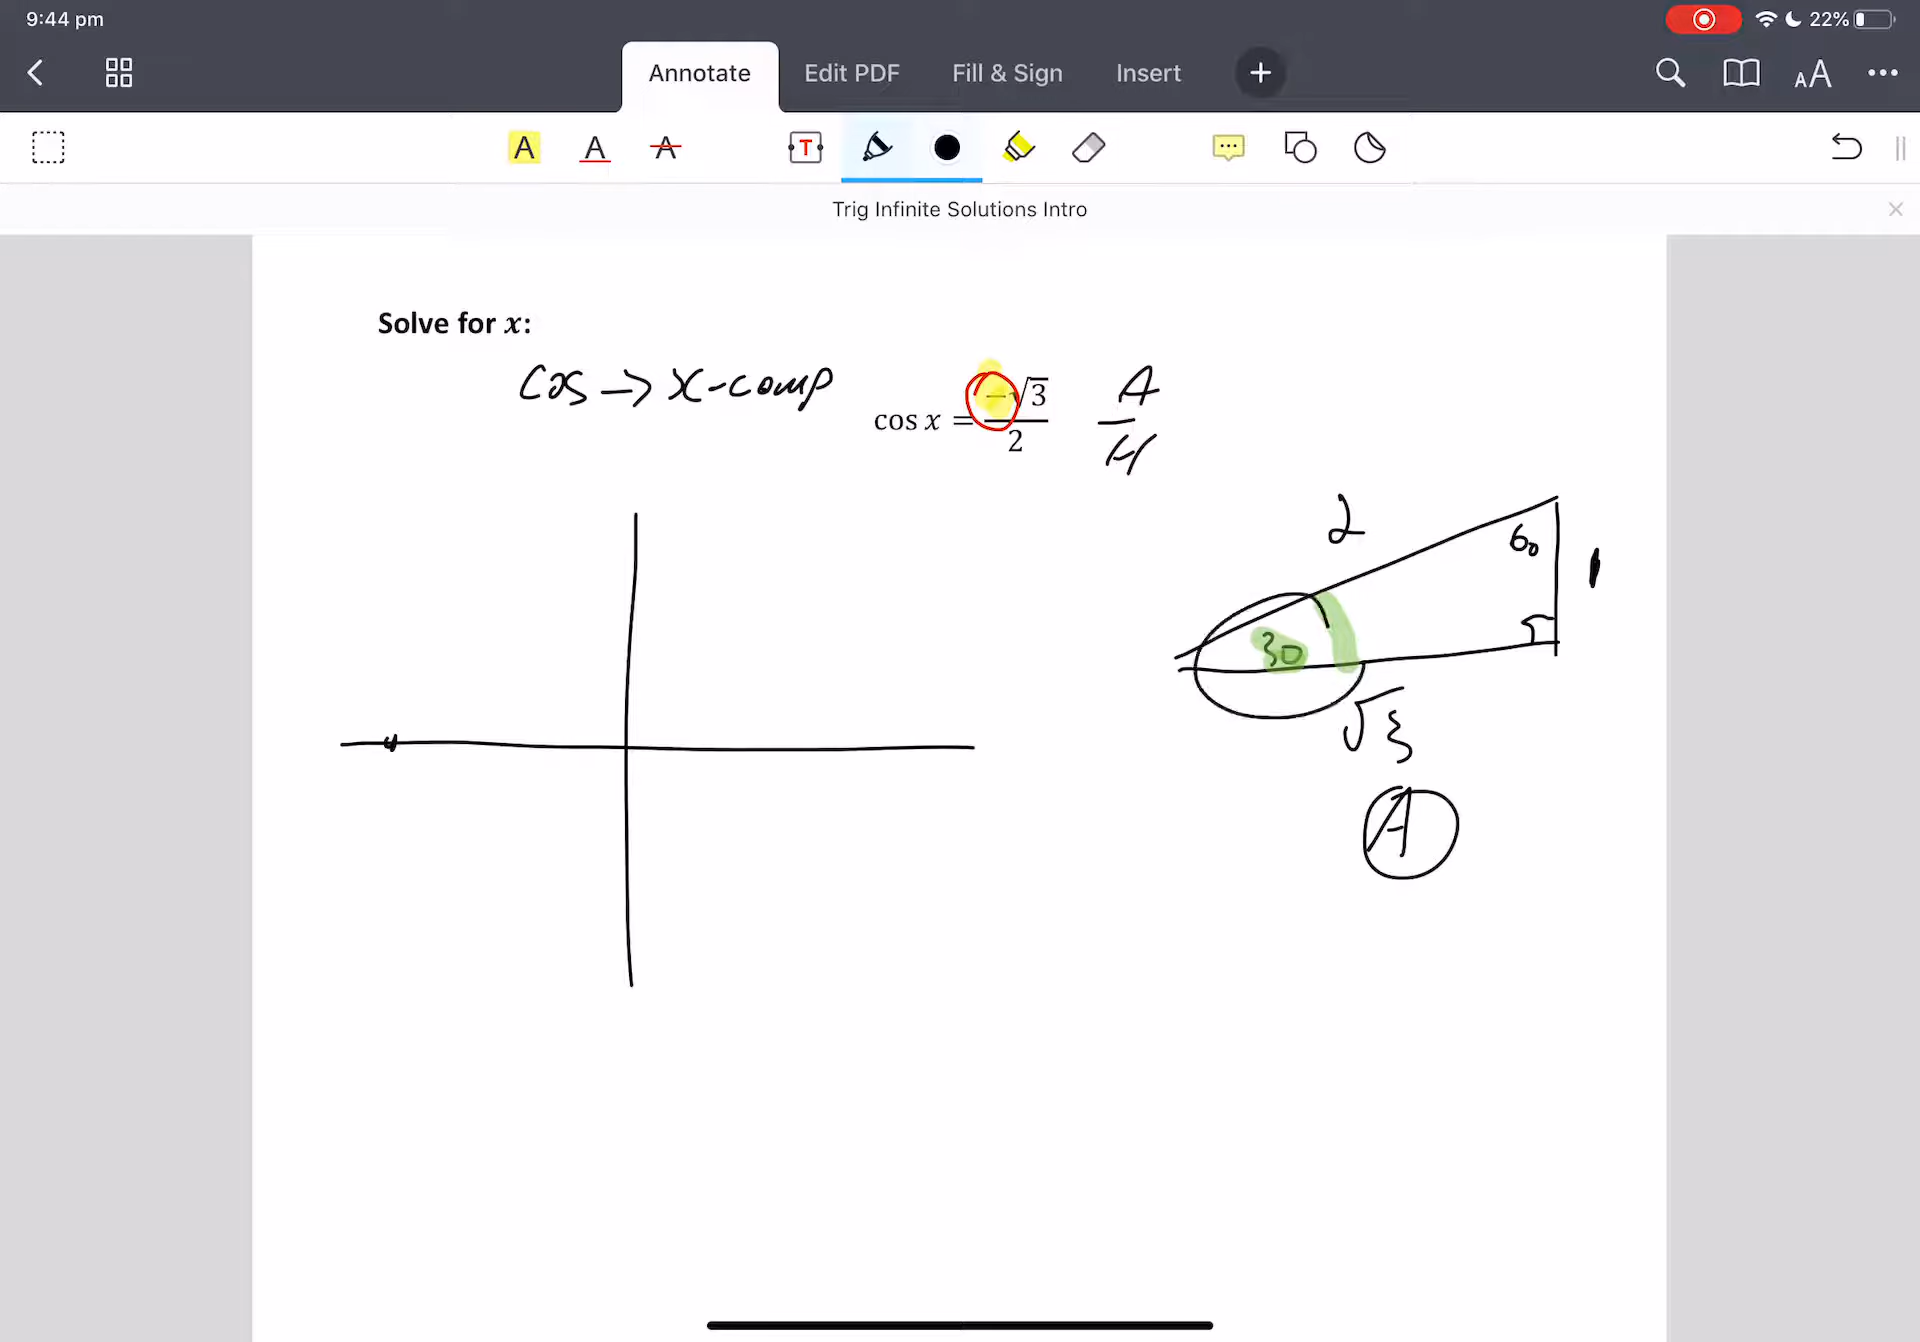 9:44 pm
22%
Annotate Edit PDF Fill & Sign Insert
AA
A A A T
Trig Infinite Solutions Intro
Solve for x:
Cos → x-comp
cos x = -√3/2
A/H
2
60
1
30
√3
A